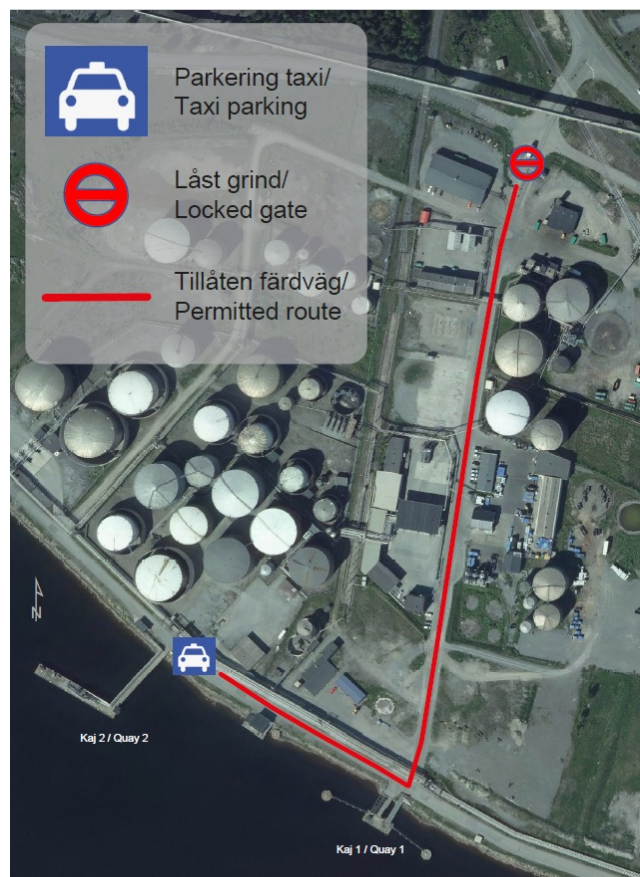 Parkering taxi/
Taxi parking
Låst grind/
Locked gate
Tillåten färdväg/
Permitted route
N
Kaj 2 / Quay 2
Kaj 1 / Quay 1